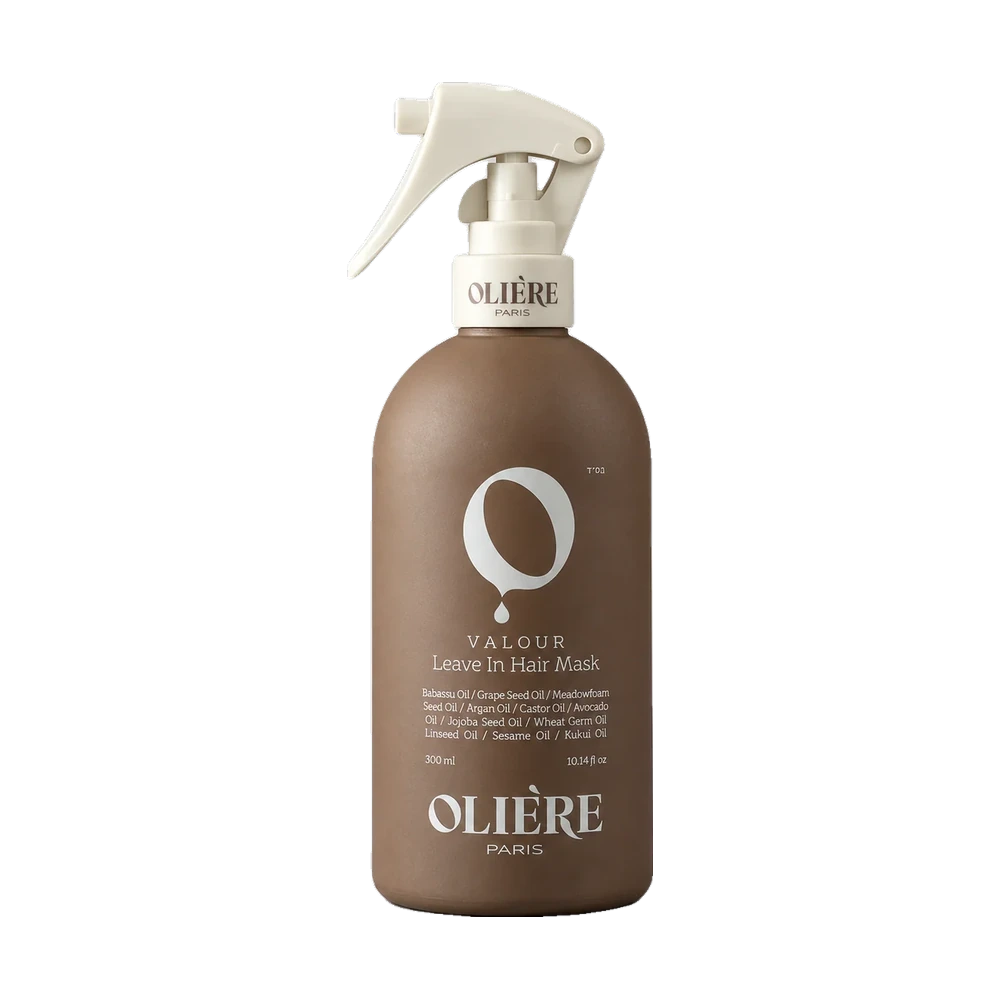 OLIÈRE
PARIS
VALOUR
Leave In Hair Mask
Babassu Oil / Grape Seed Oil / Meadowfoam
Seed Oil / Argan Oil / Castor Oil / Avocado
Oil / Jojoba Seed Oil / Wheat Germ Oil
Linseed Oil / Sesame Oil / Kukui Oil
300 ml 10.14 fl oz
OLIÈRE
PARIS